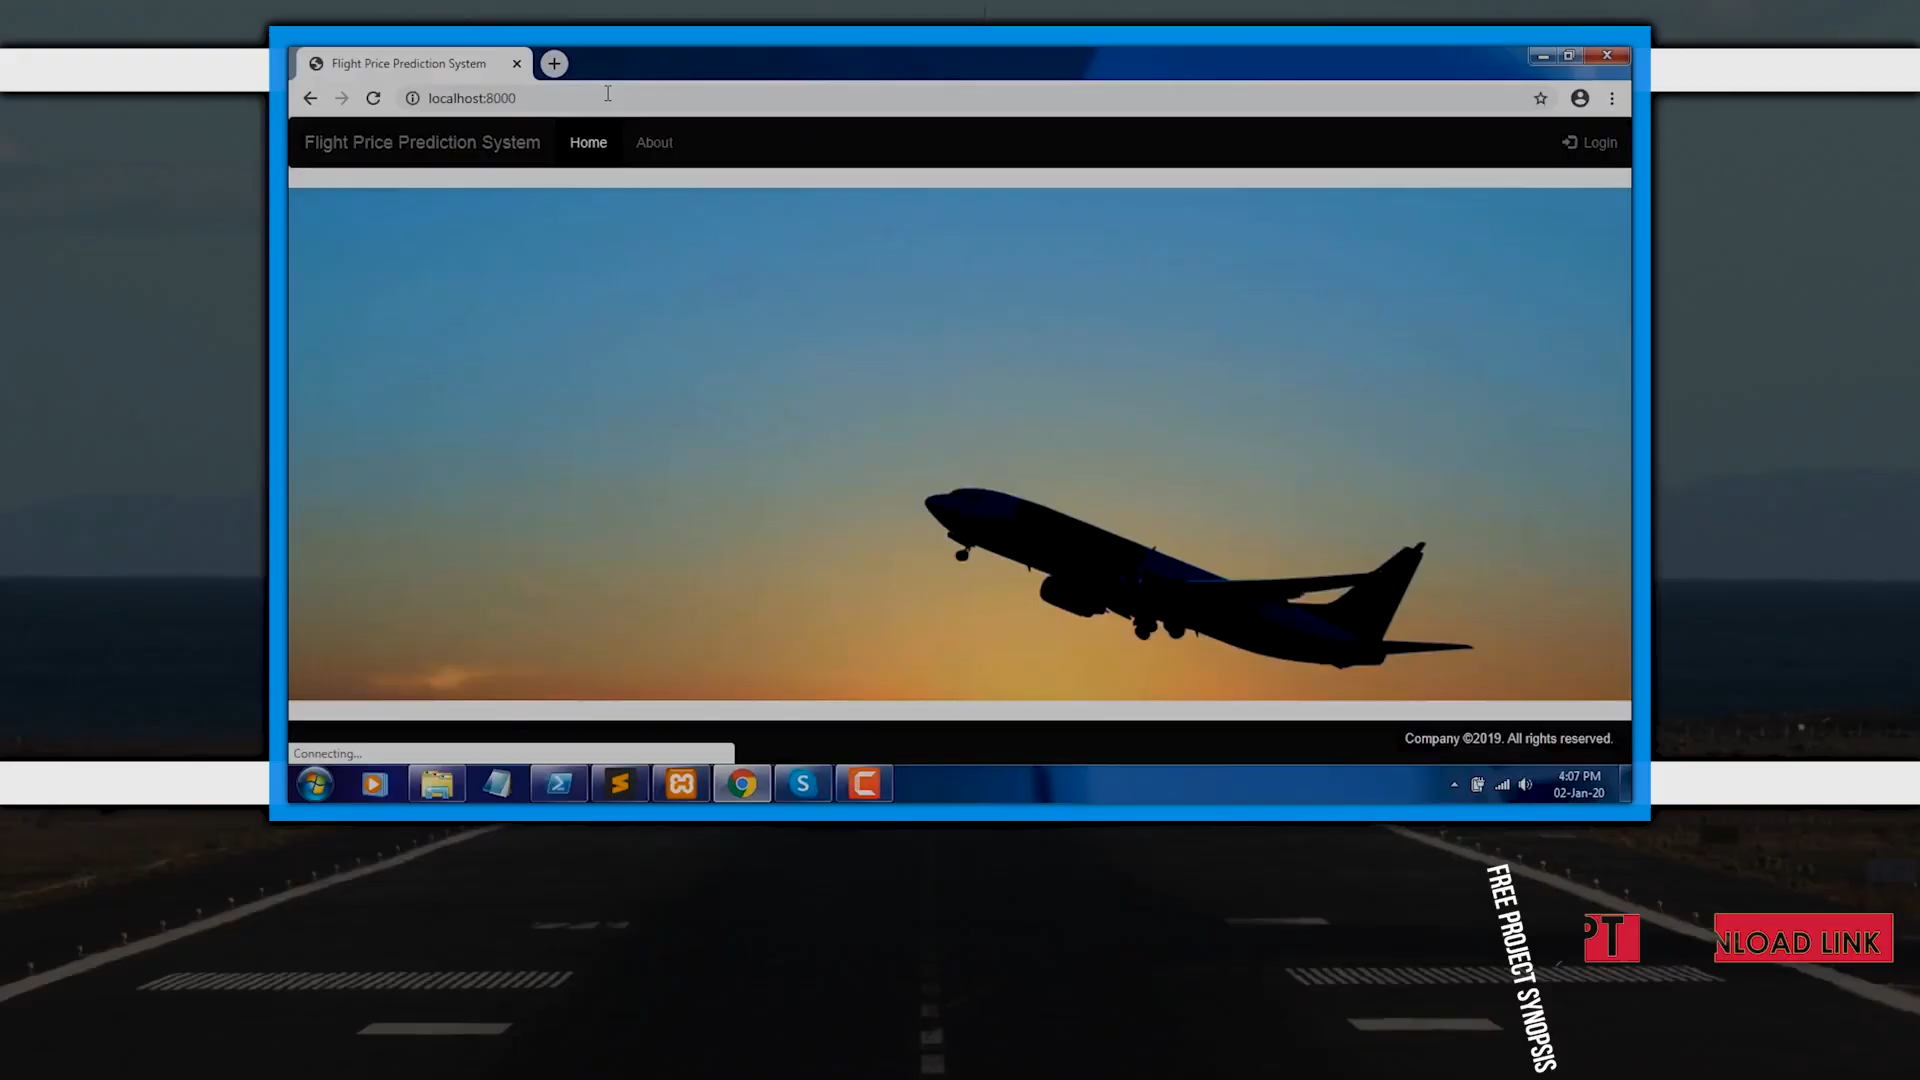 Flight Price Prediction System
localhost:8000
Flight Price Prediction System Home About Login
Company ©2019. All rights reserved.
Connecting...
4:07 PM
02-Jan-20
FREE PROJECT SYNOPSIS
PT
NLOAD LINK